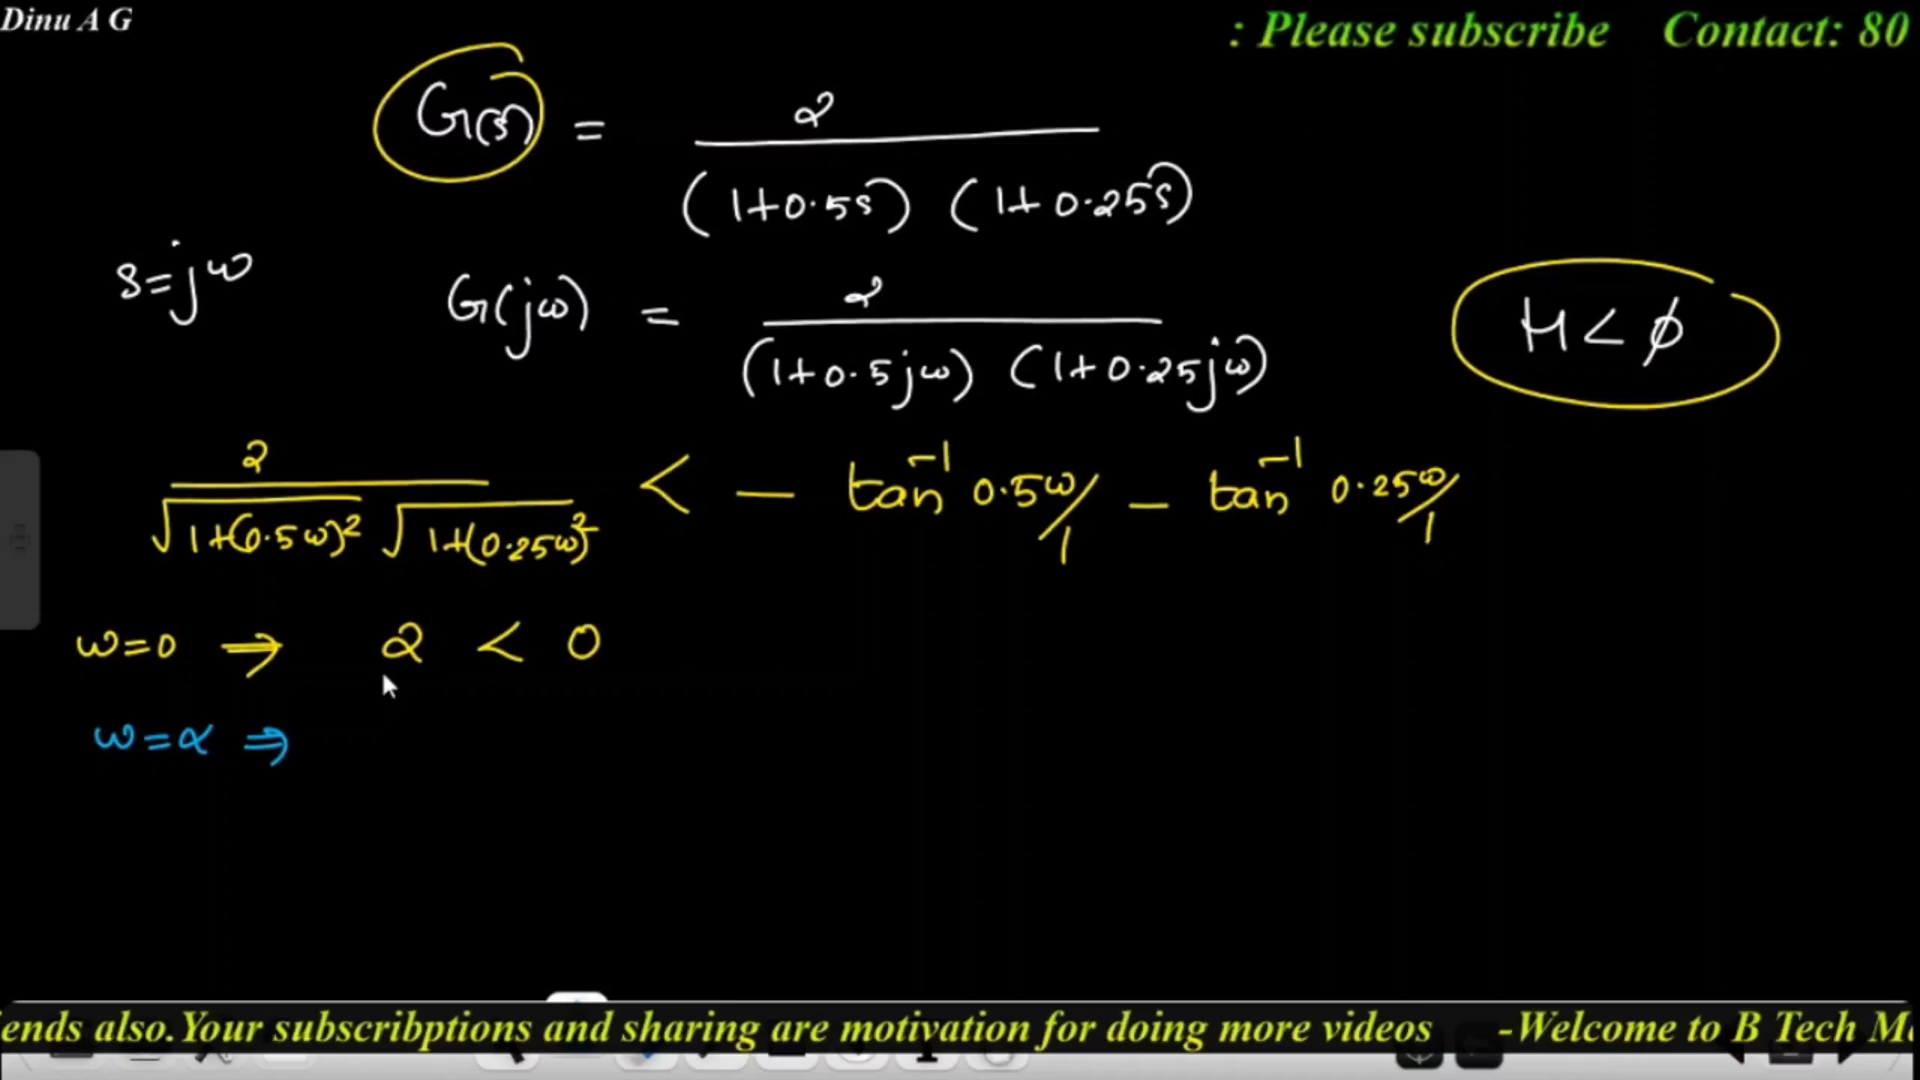 Dinu A G
: Please subscribe Contact: 80
G(s) = 2 / (1+0.5s) (1+0.25s)
s=jω
G(jω) = 2 / (1+0.5jω) (1+0.25jω)
M < ϕ
2 / √1+(0.5ω)² √1+(0.25ω)² < − tan⁻¹ 0.5ω/1 − tan⁻¹ 0.25ω/1
ω=0 ⇒ 2 < 0
ω=α ⇒
iends also.Your subscribptions and sharing are motivation for doing more videos -Welcome to B Tech M